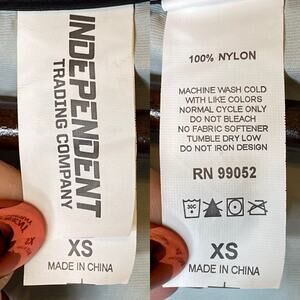 INDEPENDENT
TRADING COMPANY
XS
MADE IN CHINA
100% NYLON
MACHINE WASH COLD
WITH LIKE COLORS
NORMAL CYCLE ONLY
DO NOT BLEACH
NO FABRIC SOFTENER
TUMBLE DRY LOW
DO NOT IRON DESIGN
RN 99052
30C
XS
MADE IN CHINA